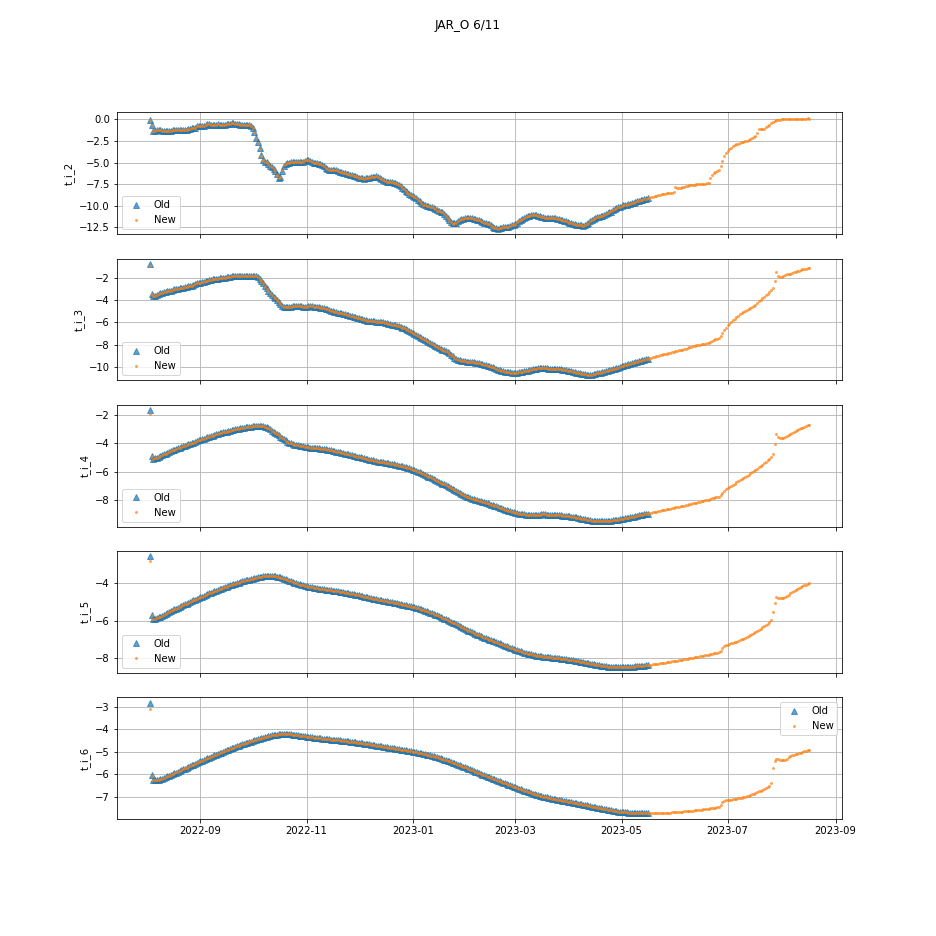 JAR_O 6/11
0.0
−2.5
−5.0
−7.5
−10.0
−12.5
t_i_2
Old
New
−2
−4
−6
−8
−10
t_i_3
Old
New
−2
−4
−6
−8
t_i_4
Old
New
−4
−6
−8
t_i_5
Old
New
−3
−4
−5
−6
−7
t_i_6
Old
New
2022-09 2022-11 2023-01 2023-03 2023-05 2023-07 2023-09